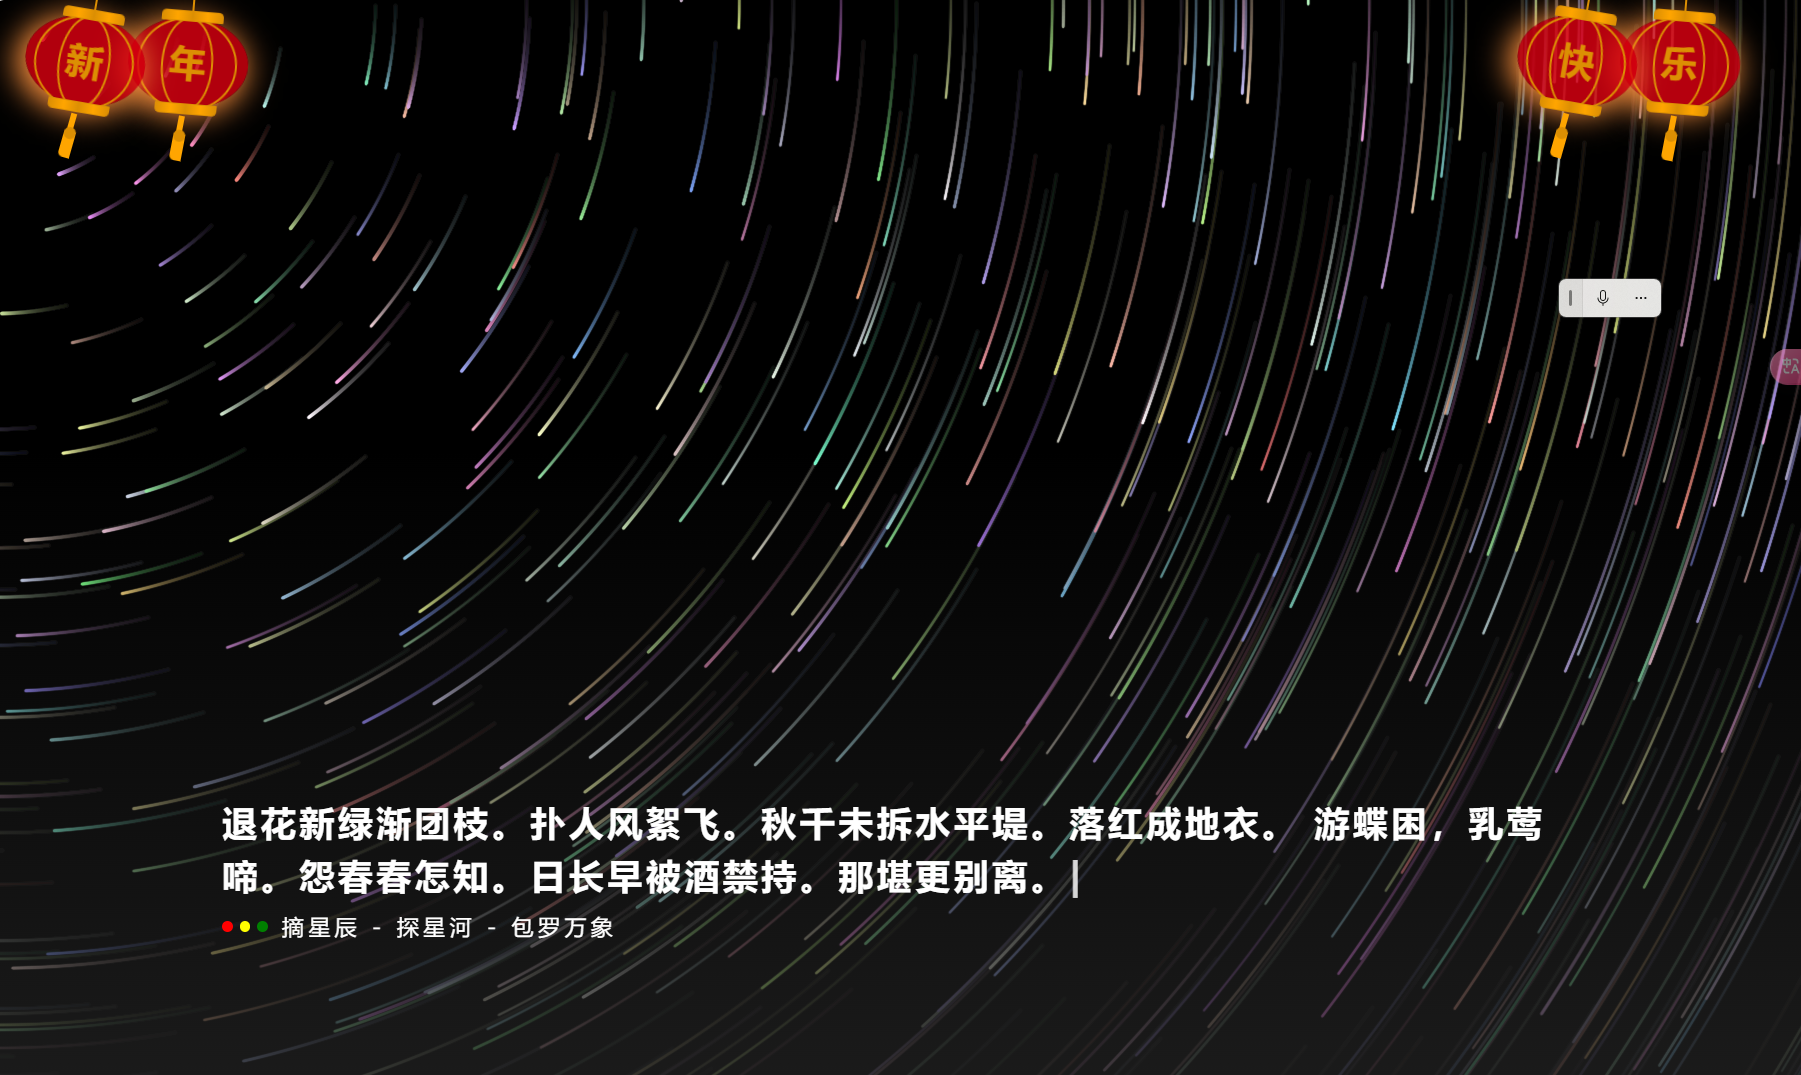 新年快乐
退花新绿渐团枝。扑人风絮飞。秋千未拆水平堤。落红成地衣。 游蝶困，乳莺
啼。怨春春怎知。日长早被酒禁持。那堪更别离。|
摘星辰 - 探星河 - 包罗万象